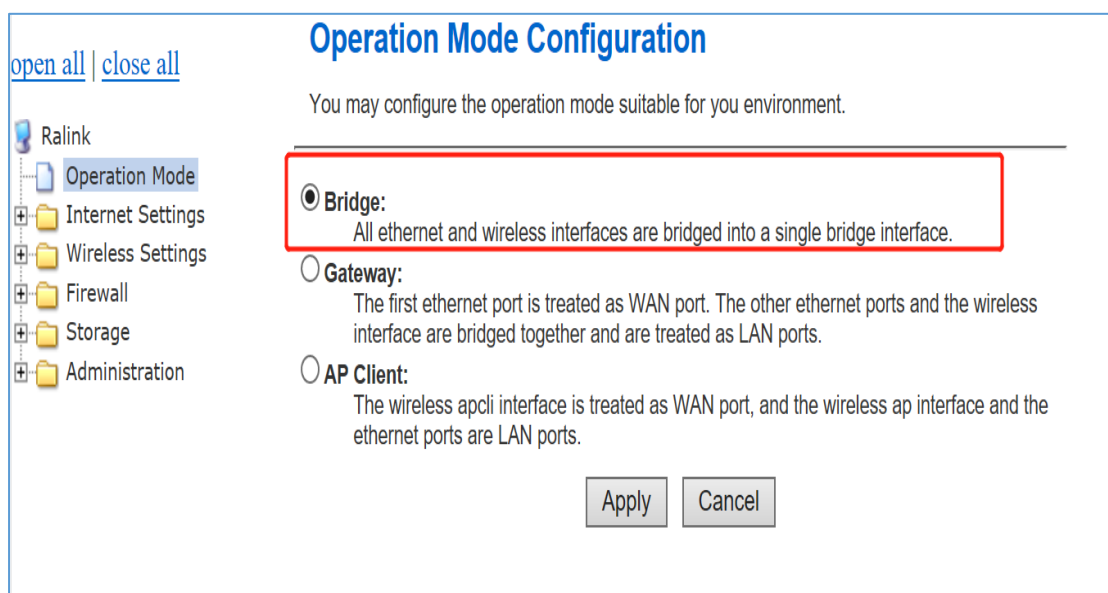 open all | close all
Ralink
Operation Mode
Internet Settings
Wireless Settings
Firewall
Storage
Administration
Operation Mode Configuration
You may configure the operation mode suitable for you environment.
Bridge:
All ethernet and wireless interfaces are bridged into a single bridge interface.
Gateway:
The first ethernet port is treated as WAN port. The other ethernet ports and the wireless
interface are bridged together and are treated as LAN ports.
AP Client:
The wireless apcli interface is treated as WAN port, and the wireless ap interface and the
ethernet ports are LAN ports.
Apply Cancel